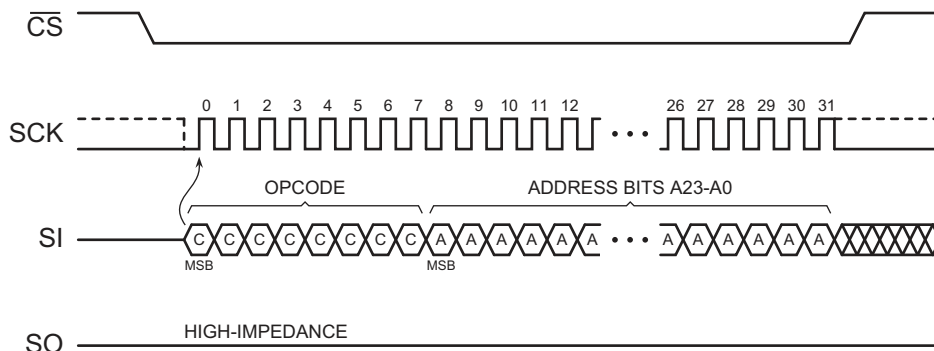 CS
0 1 2 3 4 5 6 7 8 9 10 11 12 26 27 28 29 30 31
SCK
OPCODE ADDRESS BITS A23-A0
SI C C C C C C C C A A A A A A A A A A A A
MSB MSB
HIGH-IMPEDANCE
SO